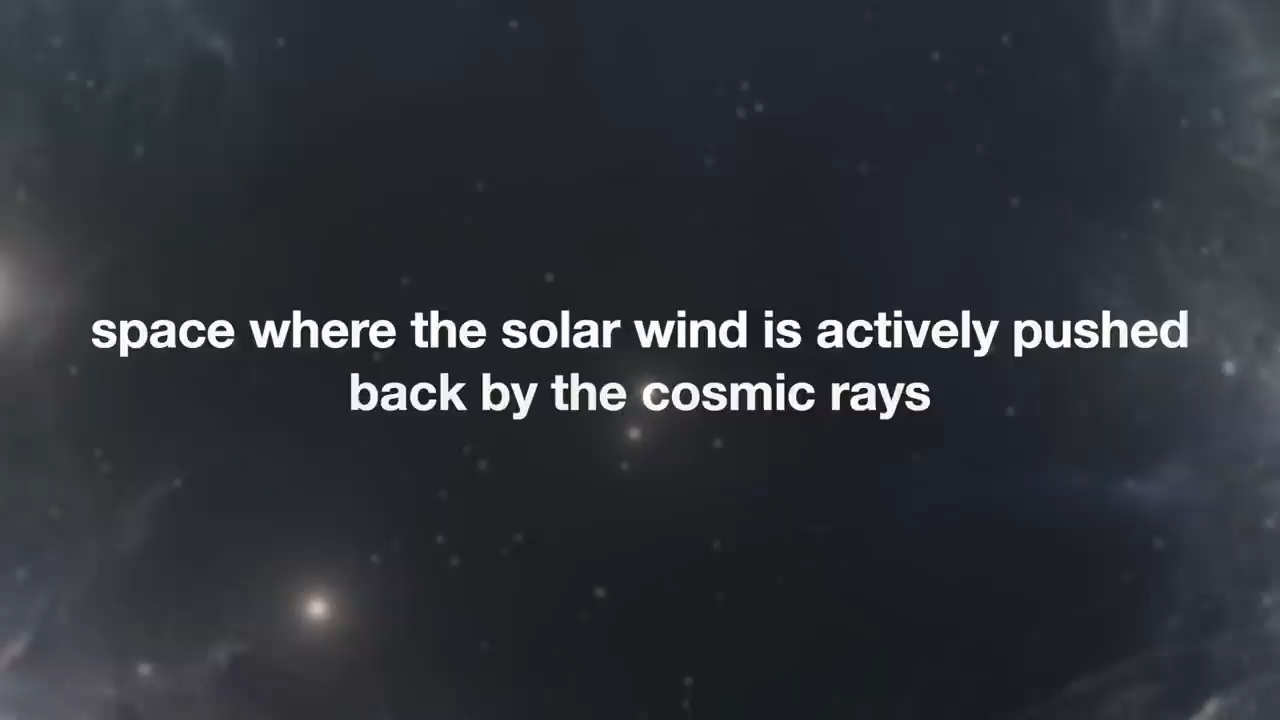 space where the solar wind is actively pushed
back by the cosmic rays